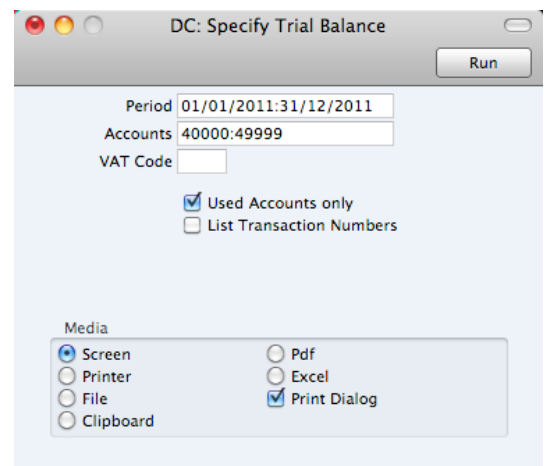 DC: Specify Trial Balance
Run
Period 01/01/2011:31/12/2011
Accounts 40000:49999
VAT Code
Used Accounts only
List Transaction Numbers
Media
Screen Pdf
Printer Excel
File Print Dialog
Clipboard